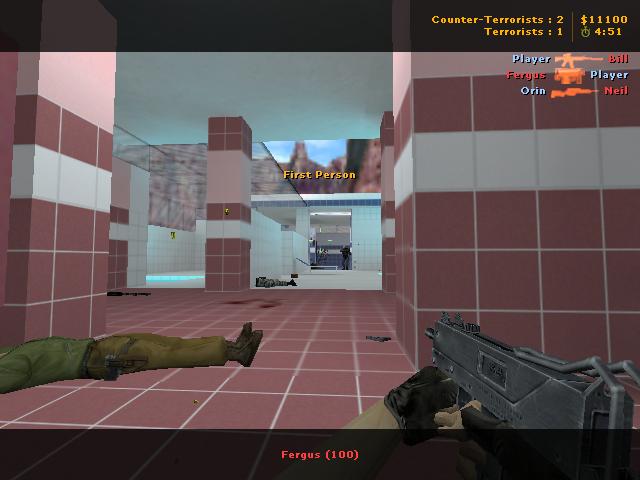 Counter-Terrorists : 2 $11100
Terrorists : 1 4:51
Player Bill
Fergus Player
Orin Neil
First Person
Fergus (100)